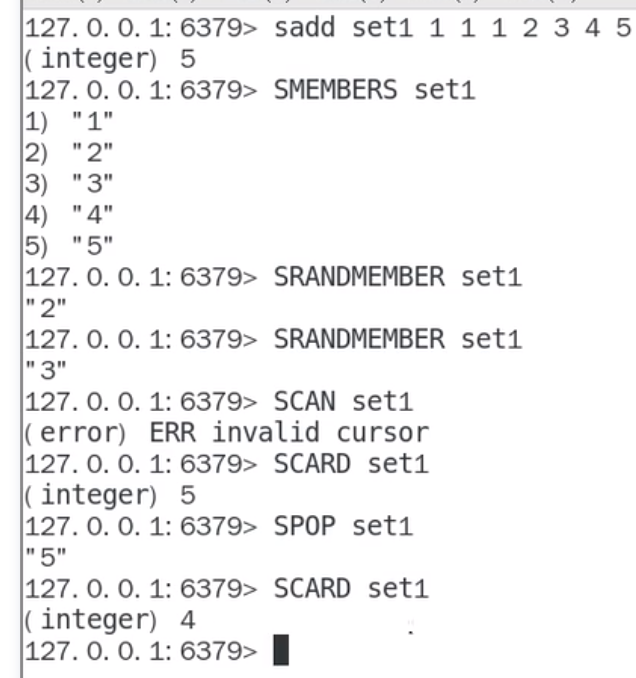 127.0.0.1:6379> sadd set1 1 1 1 2 3 4 5
(integer) 5
127.0.0.1:6379> SMEMBERS set1
1) "1"
2) "2"
3) "3"
4) "4"
5) "5"
127.0.0.1:6379> SRANDMEMBER set1
"2"
127.0.0.1:6379> SRANDMEMBER set1
"3"
127.0.0.1:6379> SCAN set1
(error) ERR invalid cursor
127.0.0.1:6379> SCARD set1
(integer) 5
127.0.0.1:6379> SPOP set1
"5"
127.0.0.1:6379> SCARD set1
(integer) 4
127.0.0.1:6379>